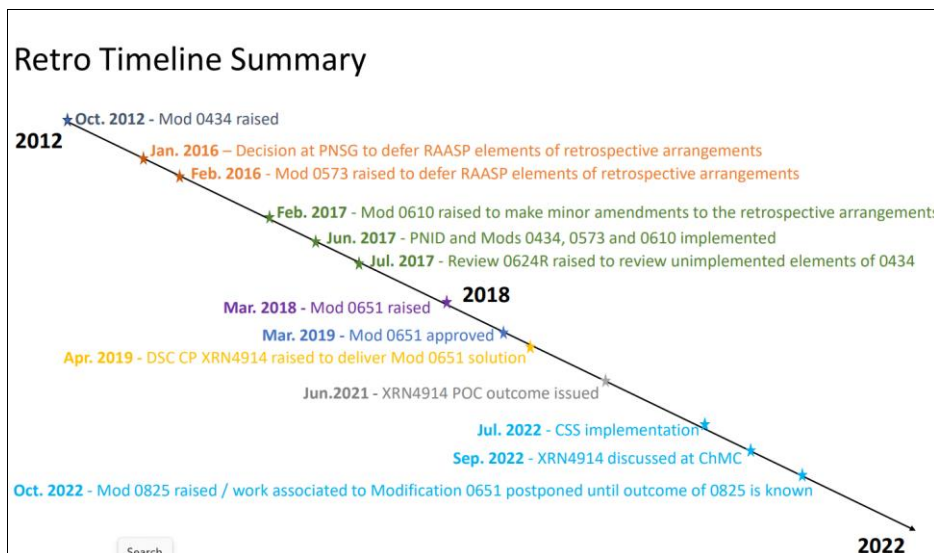 Retro Timeline Summary
Oct. 2012 - Mod 0434 raised
2012
Jan. 2016 – Decision at PNSG to defer RAASP elements of retrospective arrangements
Feb. 2016 - Mod 0573 raised to defer RAASP elements of retrospective arrangements
Feb. 2017 - Mod 0610 raised to make minor amendments to the retrospective arrangements
Jun. 2017 - PNID and Mods 0434, 0573 and 0610 implemented
Jul. 2017 - Review 0624R raised to review unimplemented elements of 0434
2018
Mar. 2018 - Mod 0651 raised
Mar. 2019 - Mod 0651 approved
Apr. 2019 - DSC CP XRN4914 raised to deliver Mod 0651 solution
Jun.2021 - XRN4914 POC outcome issued
Jul. 2022 - CSS implementation
Sep. 2022 - XRN4914 discussed at ChMC
Oct. 2022 - Mod 0825 raised / work associated to Modification 0651 postponed until outcome of 0825 is known
2022
Search